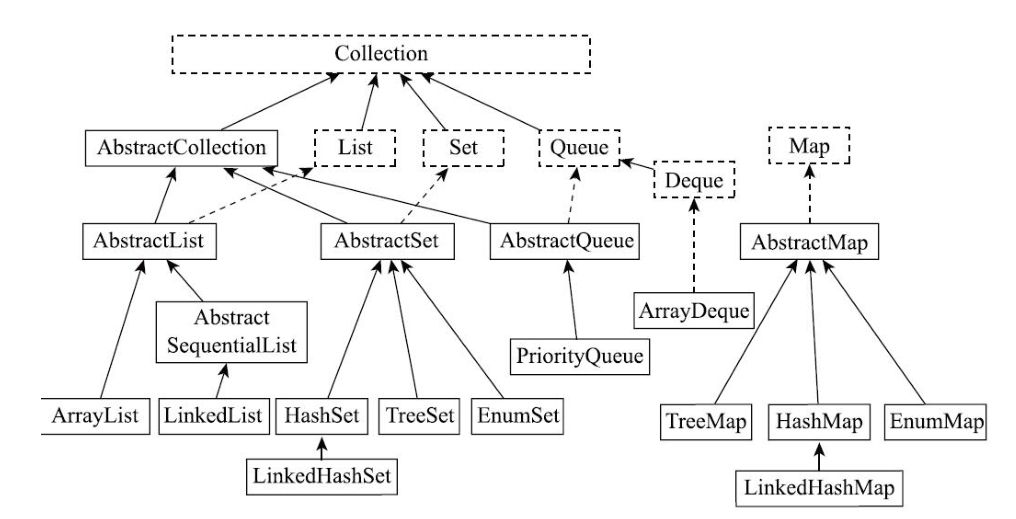 Collection
AbstractCollection
List
Set
Queue
Map
Deque
AbstractList
AbstractSet
AbstractQueue
AbstractMap
Abstract
SequentialList
ArrayDeque
PriorityQueue
ArrayList
LinkedList
HashSet
TreeSet
EnumSet
TreeMap
HashMap
EnumMap
LinkedHashSet
LinkedHashMap